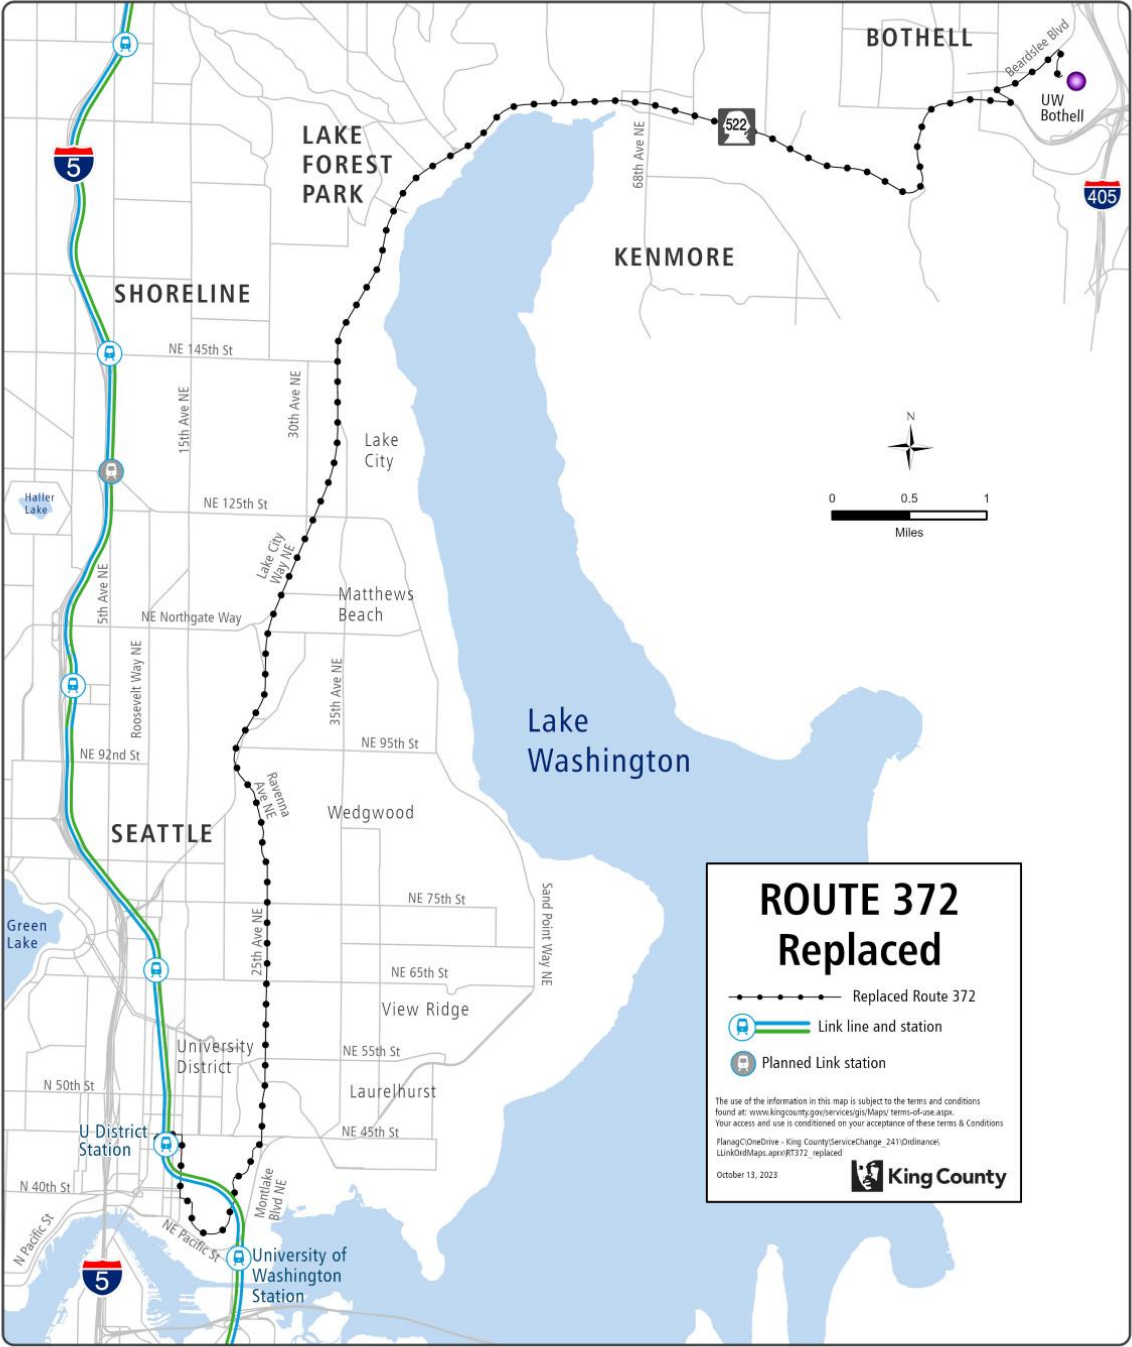 BOTHELL
Beardslee Blvd
UW
Bothell
522
LAKE
FOREST
PARK
68th Ave NE
5
405
KENMORE
SHORELINE
NE 145th St
15th Ave NE
30th Ave NE
Lake
City
N
Haller
Lake
NE 125th St
0 0.5 1
Miles
Lake City
Way NE
5th Ave NE
Matthews
Beach
NE Northgate Way
Roosevelt Way NE
35th Ave NE
Lake
Washington
NE 92nd St
NE 95th St
Ravenna
Ave NE
Wedgwood
SEATTLE
NE 75th St
Sand Point Way NE
Green
Lake
25th Ave NE
NE 65th St
View Ridge
University
District
NE 55th St
N 50th St
Laurelhurst
U District
Station
NE 45th St
N 40th St
Montlake
Blvd NE
N Pacific St
NE Pacific St
5
University of
Washington
Station
ROUTE 372
Replaced
Replaced Route 372
Link line and station
Planned Link station
The use of the information in this map is subject to the terms and conditions
found at: www.kingcounty.gov/services/gis/Maps/ terms-of-use.aspx.
Your access and use is conditioned on your acceptance of these terms & Conditions
FlanagC\OneDrive - King County\ServiceChange_241\Ordinance\
LLinkOrdMaps.aprx\RT372_replaced
October 13, 2023
King County